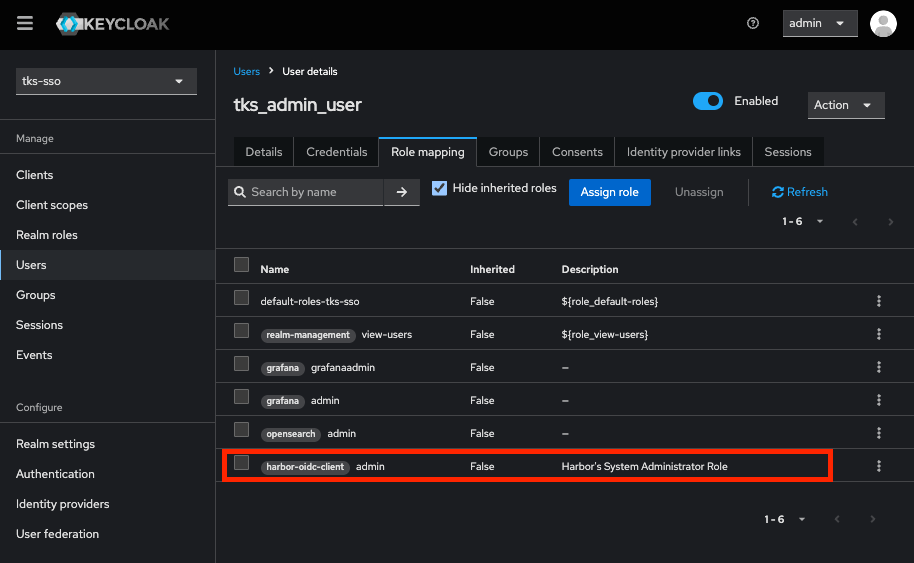 KEYCLOAK
admin
tks-sso
Manage
Clients
Client scopes
Realm roles
Users
Groups
Sessions
Events
Configure
Realm settings
Authentication
Identity providers
User federation
Users > User details
tks_admin_user
Enabled
Action
Details Credentials Role mapping Groups Consents Identity provider links Sessions
Search by name Hide inherited roles Assign role Unassign Refresh
1 - 6
Name Inherited Description
default-roles-tks-sso False ${role_default-roles}
realm-management view-users False ${role_view-users}
grafana grafanaadmin False –
grafana admin False –
opensearch admin False –
harbor-oidc-client admin False Harbor's System Administrator Role
1 - 6